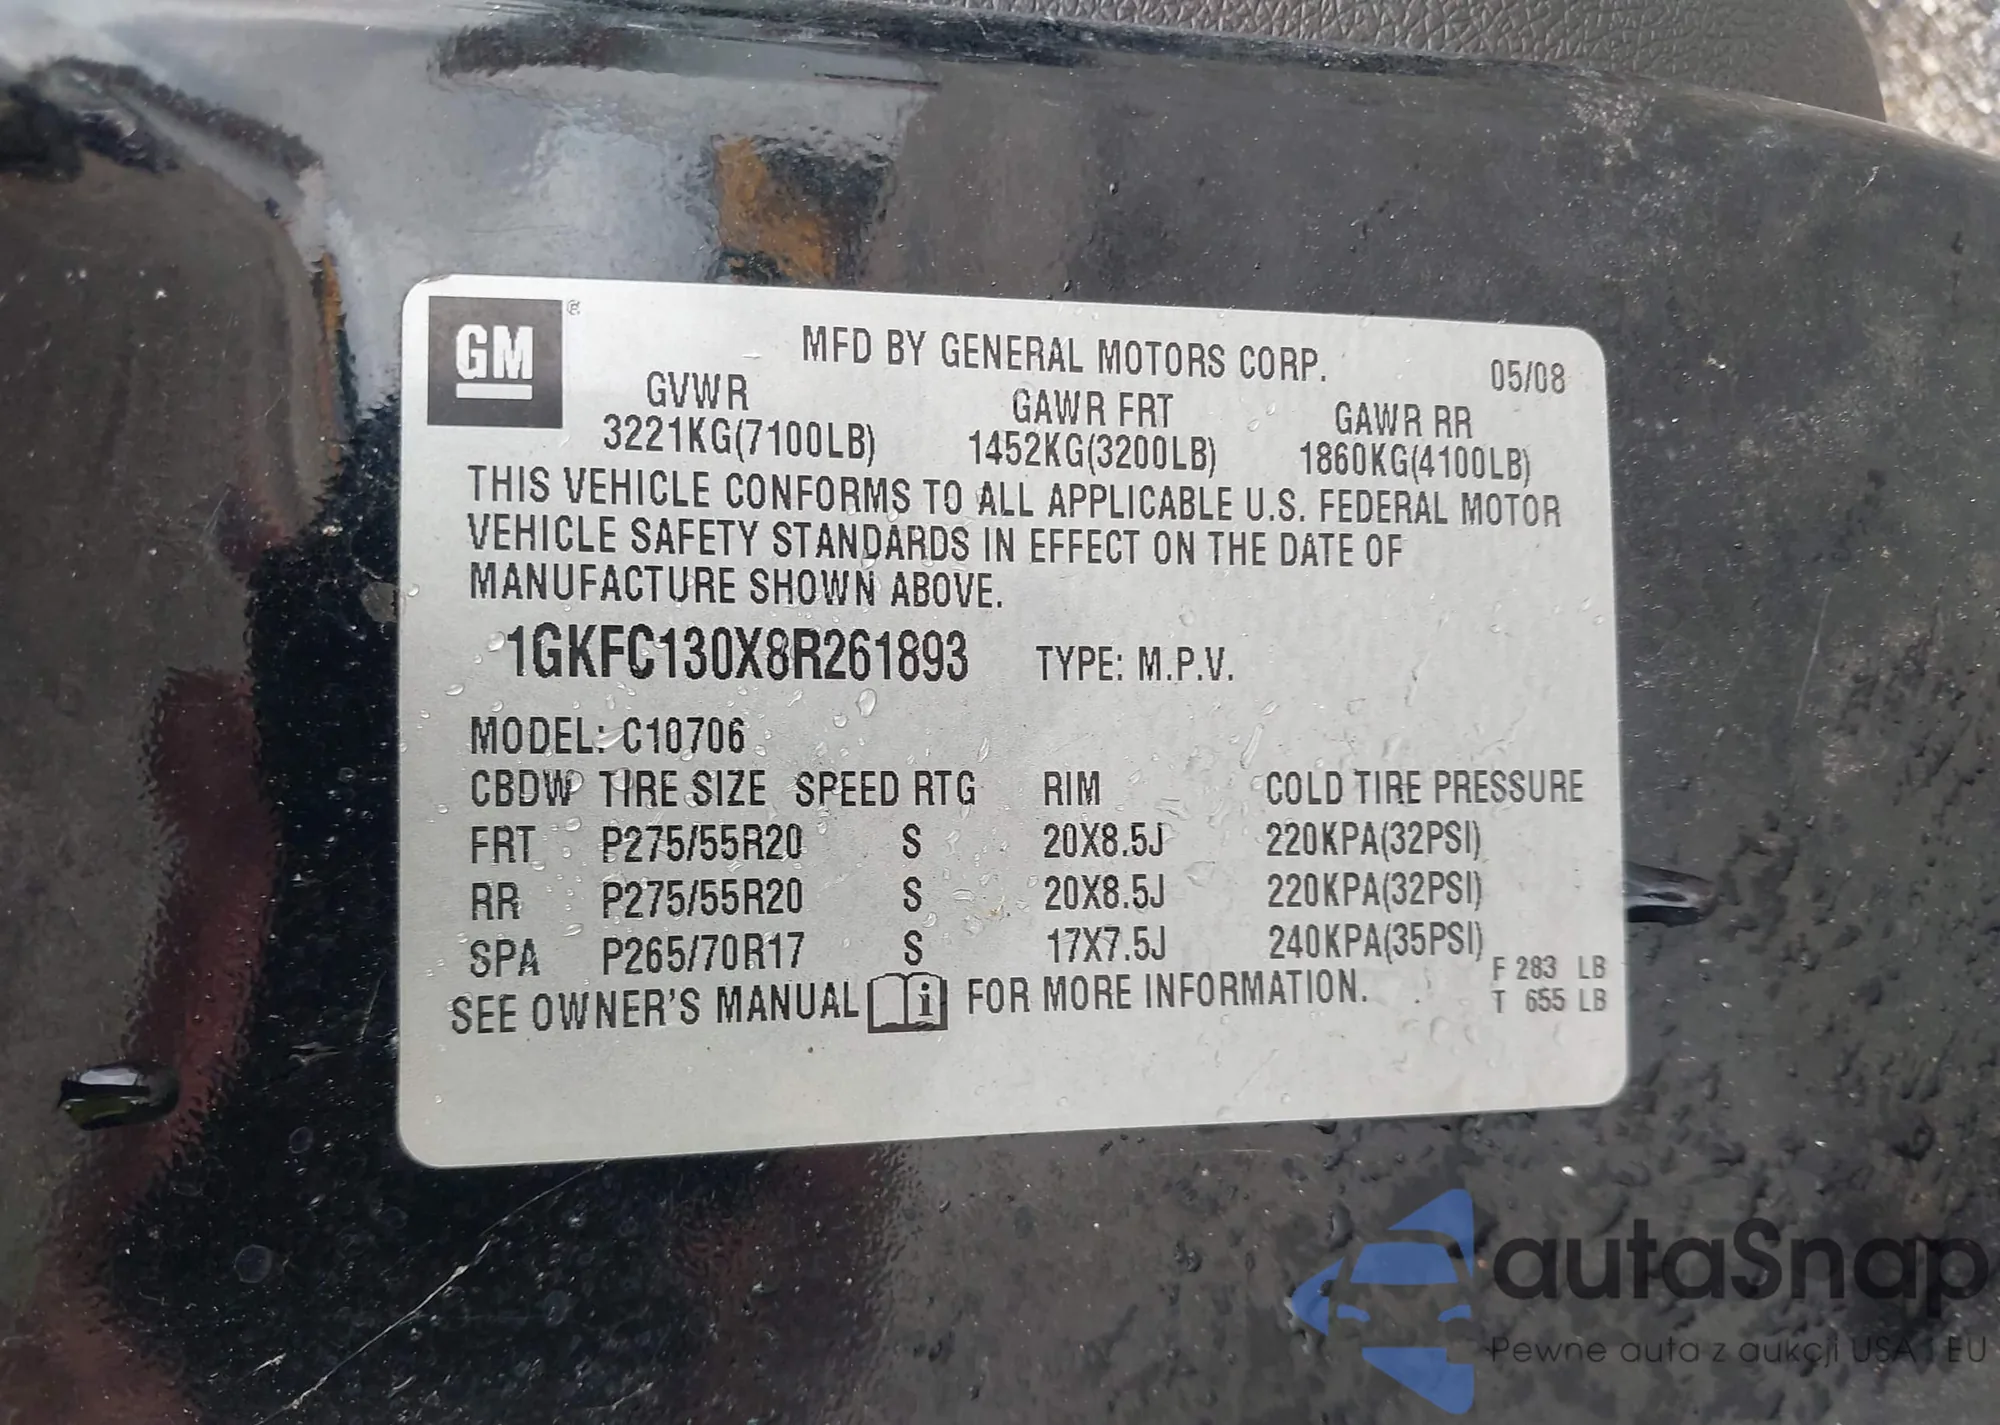 GM ®
MFD BY GENERAL MOTORS CORP. 05/08
GVWR GAWR FRT GAWR RR
3221KG(7100LB) 1452KG(3200LB) 1860KG(4100LB)
THIS VEHICLE CONFORMS TO ALL APPLICABLE U.S. FEDERAL MOTOR
VEHICLE SAFETY STANDARDS IN EFFECT ON THE DATE OF
MANUFACTURE SHOWN ABOVE.
1GKFC130X8R261893 TYPE: M.P.V.
MODEL: C10706
CBDW TIRE SIZE SPEED RTG RIM COLD TIRE PRESSURE
FRT P275/55R20 S 20X8.5J 220KPA(32PSI)
RR P275/55R20 S 20X8.5J 220KPA(32PSI)
SPA P265/70R17 S 17X7.5J 240KPA(35PSI)
F 283 LB
T 655 LB
SEE OWNER'S MANUAL i FOR MORE INFORMATION.
autaSnap
Pewne auta z aukcji USA i EU